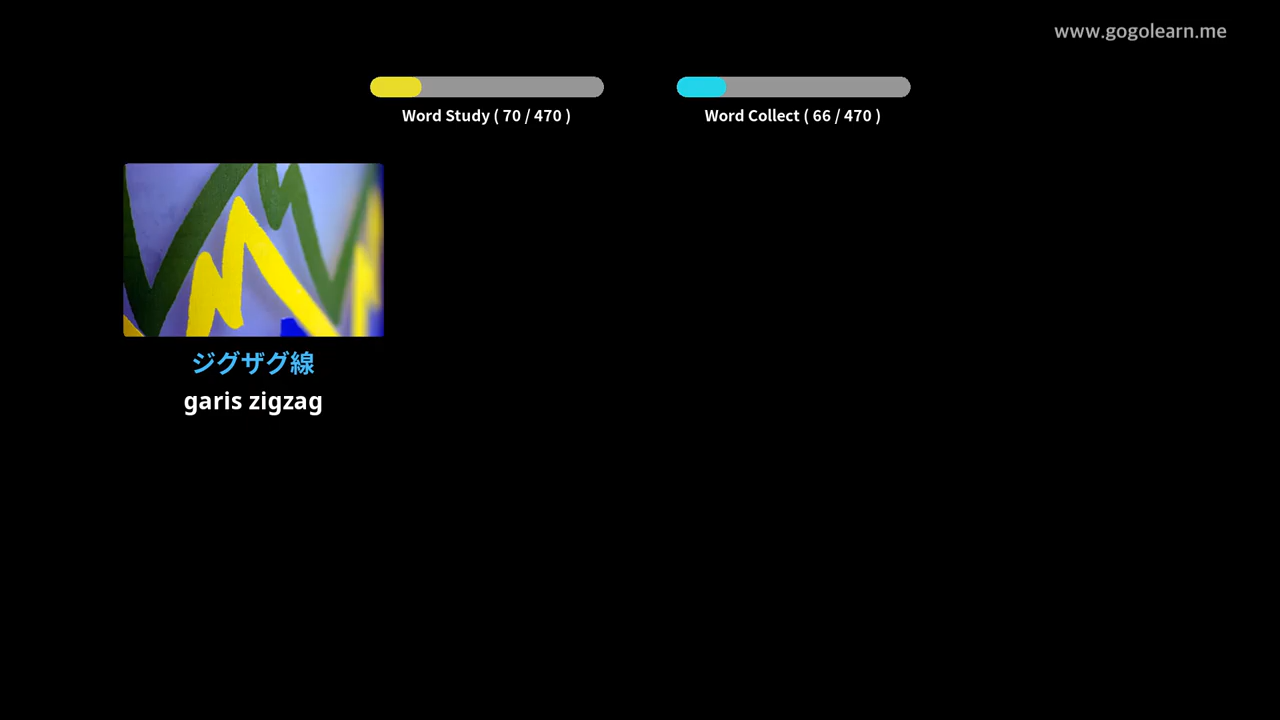 www.gogolearn.me
Word Study ( 70 / 470 )
Word Collect ( 66 / 470 )
ジグザグ線
garis zigzag